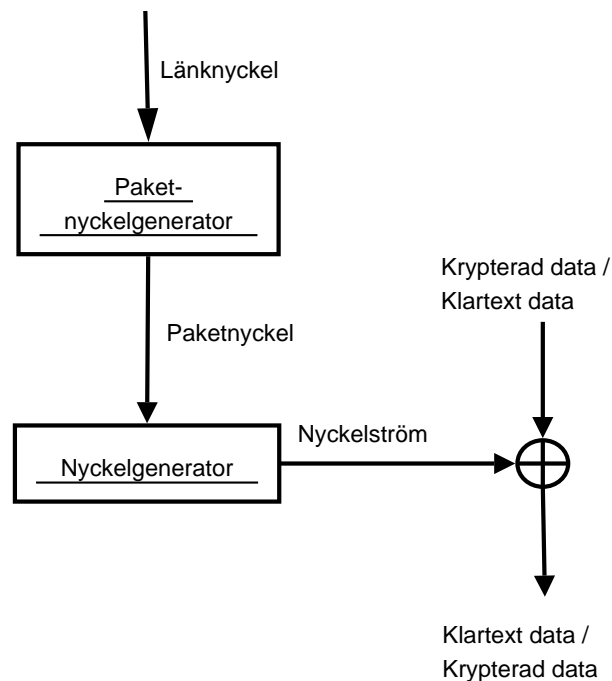 Länknyckel
Paket-
nyckelgenerator
Paketnyckel
Krypterad data /
Klartext data
Nyckelström
Nyckelgenerator
Klartext data /
Krypterad data